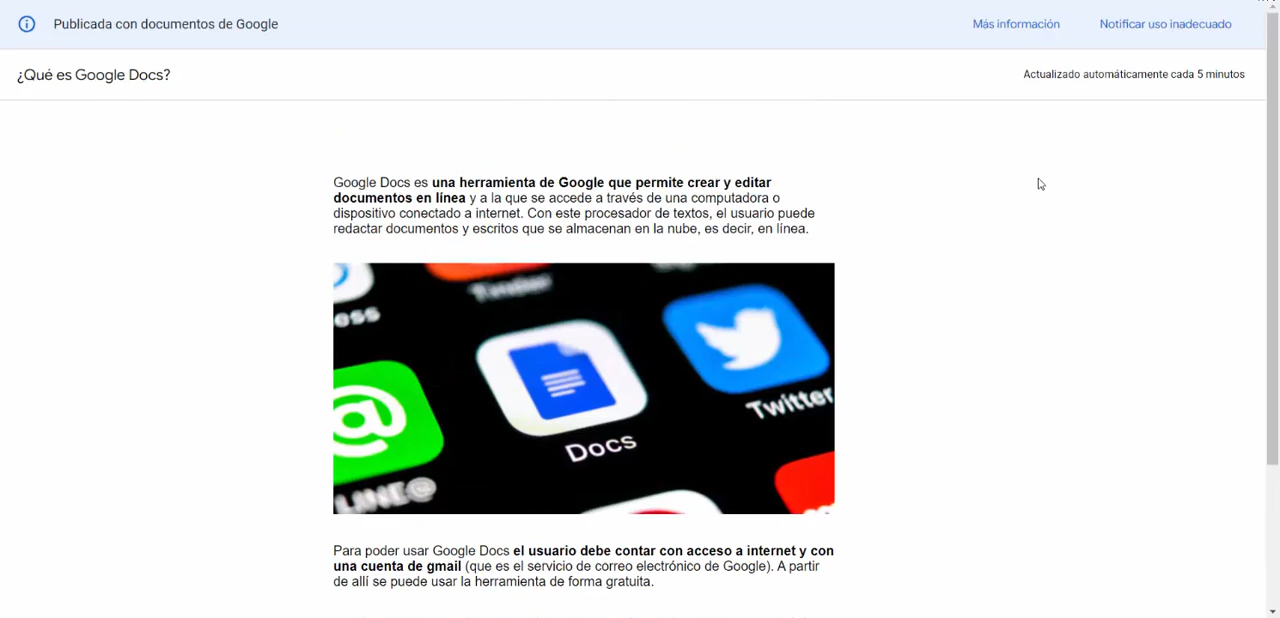 Publicada con documentos de Google
Más información
Notificar uso inadecuado
¿Qué es Google Docs?
Actualizado automáticamente cada 5 minutos
Google Docs es una herramienta de Google que permite crear y editar
documentos en línea y a la que se accede a través de una computadora o
dispositivo conectado a internet. Con este procesador de textos, el usuario puede
redactar documentos y escritos que se almacenan en la nube, es decir, en línea.
Tinder
ess
Twitter
Docs
LINE@
Para poder usar Google Docs el usuario debe contar con acceso a internet y con
una cuenta de gmail (que es el servicio de correo electrónico de Google). A partir
de allí se puede usar la herramienta de forma gratuita.